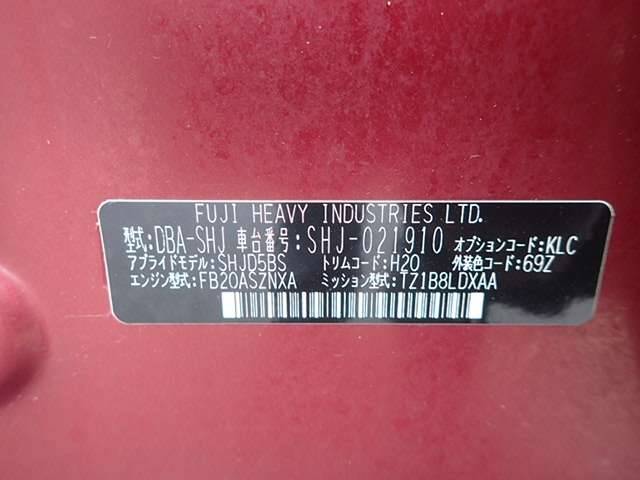 FUJI HEAVY INDUSTRIES LTD.
型式:DBA-SHJ 車台番号:SHJ-021910 オプションコード:KLC
アプライドモデル:SHJD5BS トリムコード:H20 外装色コード:69Z
エンジン型式:FB20ASZNXA ミッション型式:TZ1B8LDXAA